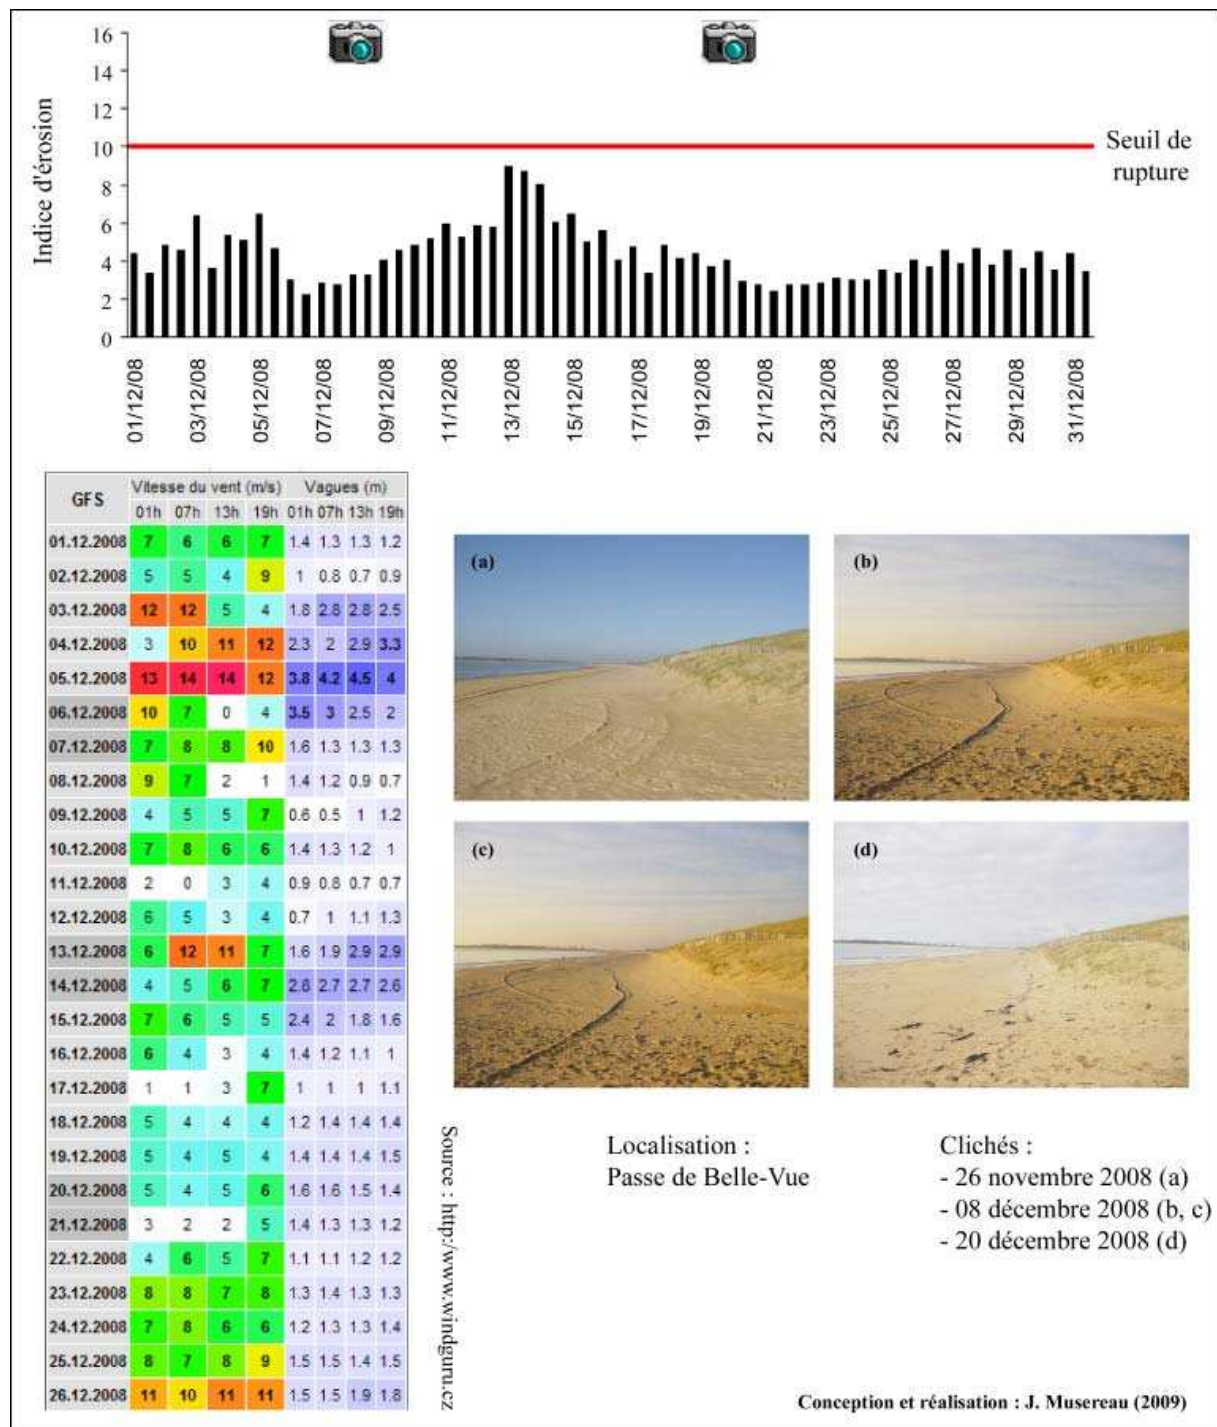 16
14
12
10
8
6
4
2
0
Indice d'érosion
Seuil de
rupture
01/12/08
03/12/08
05/12/08
07/12/08
09/12/08
11/12/08
13/12/08
15/12/08
17/12/08
19/12/08
21/12/08
23/12/08
25/12/08
27/12/08
29/12/08
31/12/08
GFS Vitesse du vent (m/s) Vagues (m)
01h 07h 13h 19h 01h 07h 13h 19h
01.12.2008 7 6 6 7 1.4 1.3 1.3 1.2
02.12.2008 5 5 4 9 1 0.8 0.7 0.9
03.12.2008 12 12 5 4 1.8 2.8 2.8 2.5
04.12.2008 3 10 11 12 2.3 2 2.9 3.3
05.12.2008 13 14 14 12 3.8 4.2 4.5 4
06.12.2008 10 7 0 4 3.5 3 2.5 2
07.12.2008 7 8 8 10 1.6 1.3 1.3 1.3
08.12.2008 9 7 2 1 1.4 1.2 0.9 0.7
09.12.2008 4 5 5 7 0.6 0.5 1 1.2
10.12.2008 7 8 6 6 1.4 1.3 1.2 1
11.12.2008 2 0 3 4 0.9 0.8 0.7 0.7
12.12.2008 6 5 3 4 0.7 1 1.1 1.3
13.12.2008 6 12 11 7 1.6 1.9 2.9 2.9
14.12.2008 4 5 6 7 2.8 2.7 2.7 2.6
15.12.2008 7 6 5 5 2.4 2 1.8 1.6
16.12.2008 6 4 3 4 1.4 1.2 1.1 1
17.12.2008 1 1 3 7 1 1 1 1.1
18.12.2008 5 4 4 4 1.2 1.4 1.4 1.4
19.12.2008 5 4 5 4 1.4 1.4 1.4 1.5
20.12.2008 5 4 5 6 1.6 1.6 1.5 1.4
21.12.2008 3 2 2 5 1.4 1.3 1.3 1.2
22.12.2008 4 6 5 7 1.1 1.1 1.2 1.2
23.12.2008 8 8 7 8 1.3 1.4 1.3 1.3
24.12.2008 7 8 6 6 1.2 1.3 1.3 1.4
25.12.2008 8 7 8 9 1.5 1.5 1.4 1.5
26.12.2008 11 10 11 11 1.5 1.5 1.9 1.8
Source : http:/www.windguru.cz
(a)
(b)
(c)
(d)
Localisation :
Passe de Belle-Vue
Clichés :
- 26 novembre 2008 (a)
- 08 décembre 2008 (b, c)
- 20 décembre 2008 (d)
Conception et réalisation : J. Musereau (2009)